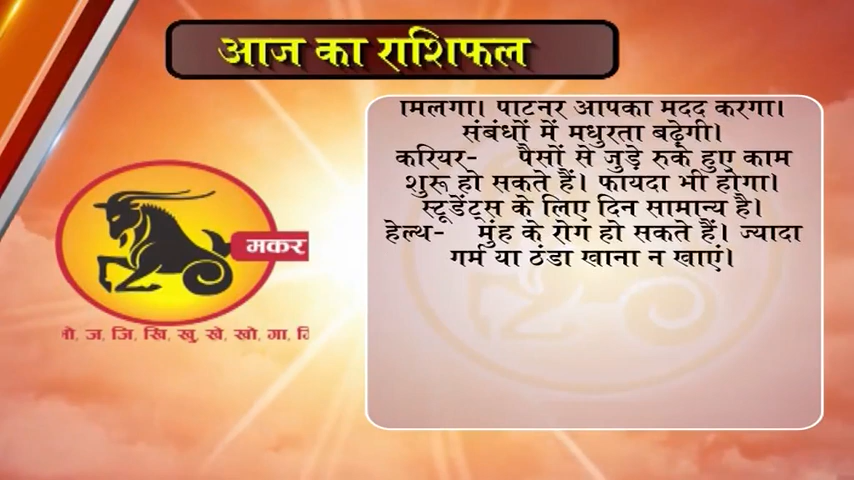 आज का राशिफल
मिलेगा। पार्टनर आपकी मदद करेगा।
संबंधों में मधुरता बढ़ेगी।
करियर- पैसों से जुड़े रुके हुए काम
शुरू हो सकते हैं। फायदा भी होगा।
स्टूडेंट्स के लिए दिन सामान्य है।
हेल्थ- मुंह के रोग हो सकते हैं। ज्यादा
गर्म या ठंडा खाना न खाएं।
मकर
ज, जि, खि, खु, खे, खो, गा,